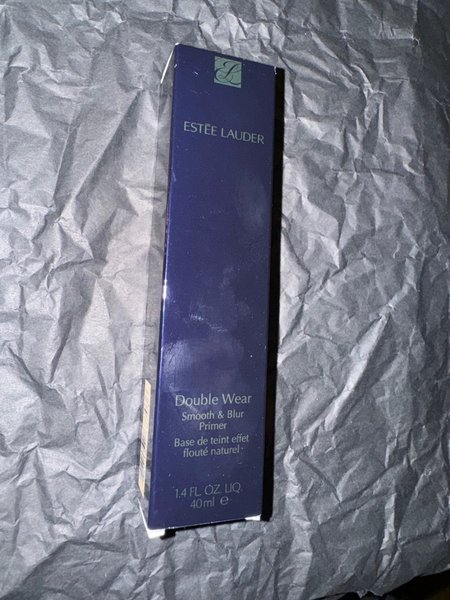 ESTĒE LAUDER
Double Wear
Smooth & Blur
Primer
Base de teint effet
flouté naturel
1.4 FL. OZ. LIQ.
40ml ℮